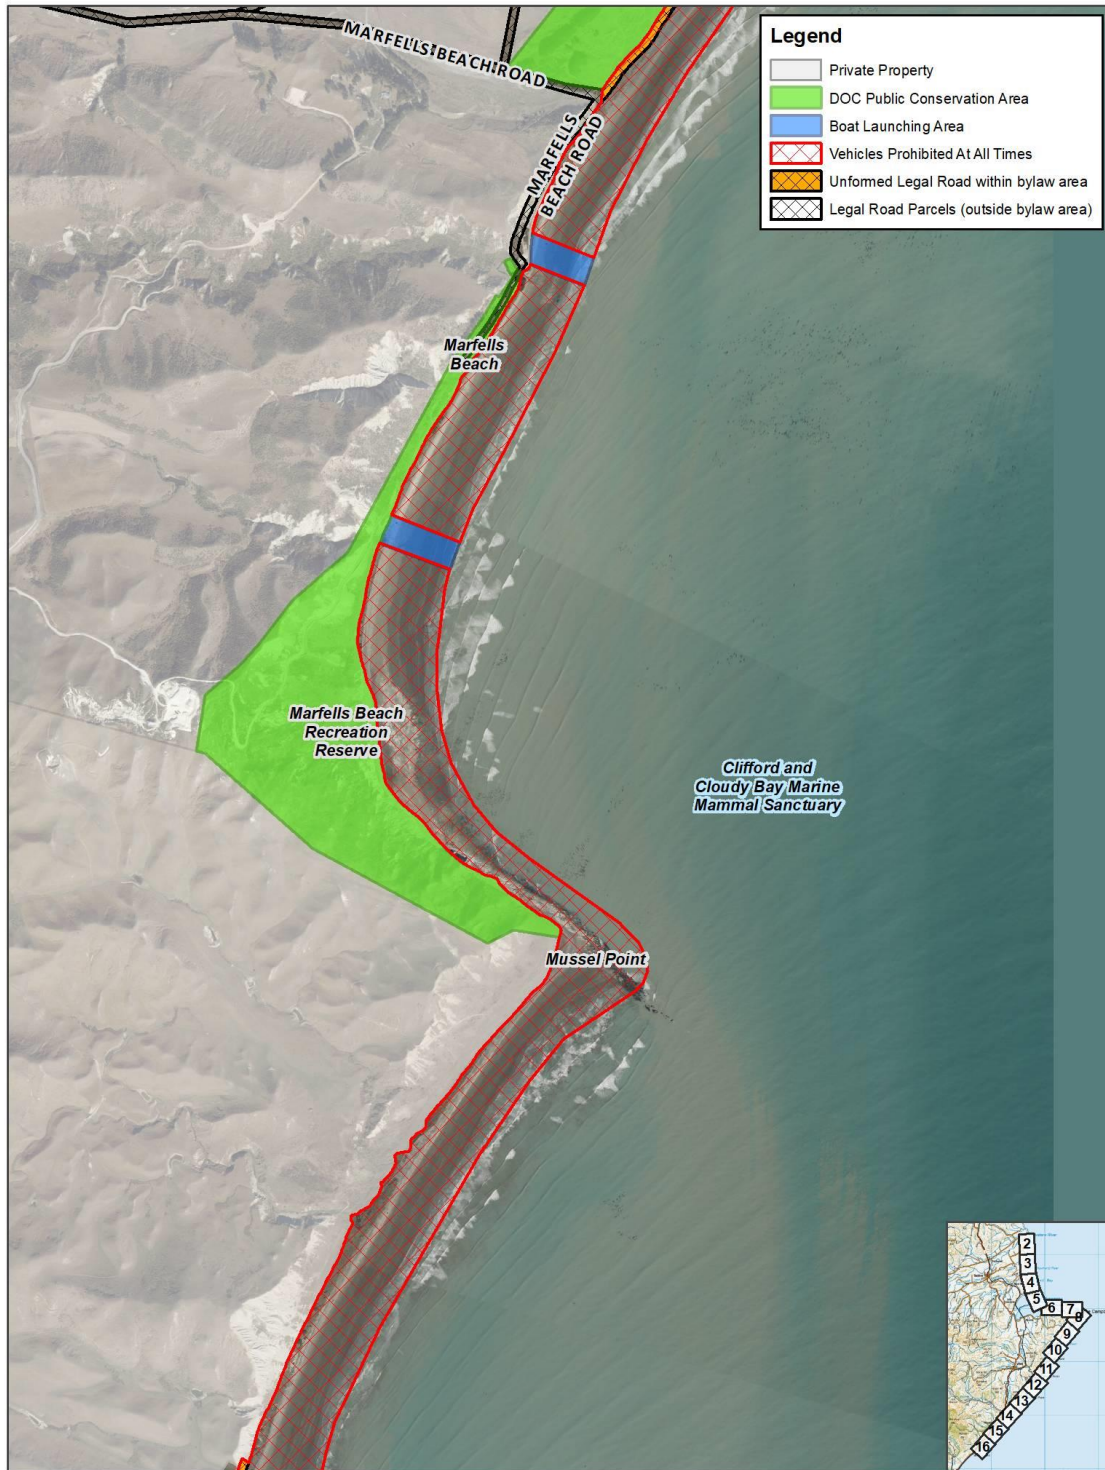 MARFELLS BEACH ROAD
Legend
Private Property
DOC Public Conservation Area
Boat Launching Area
Vehicles Prohibited At All Times
Unformed Legal Road within bylaw area
Legal Road Parcels (outside bylaw area)
MARFELLS
BEACH ROAD
Marfells
Beach
Marfells Beach
Recreation
Reserve
Clifford and
Cloudy Bay Marine
Mammal Sanctuary
Mussel Point
2
3
4
5
6
7
8
9
10
11
12
13
14
15
16